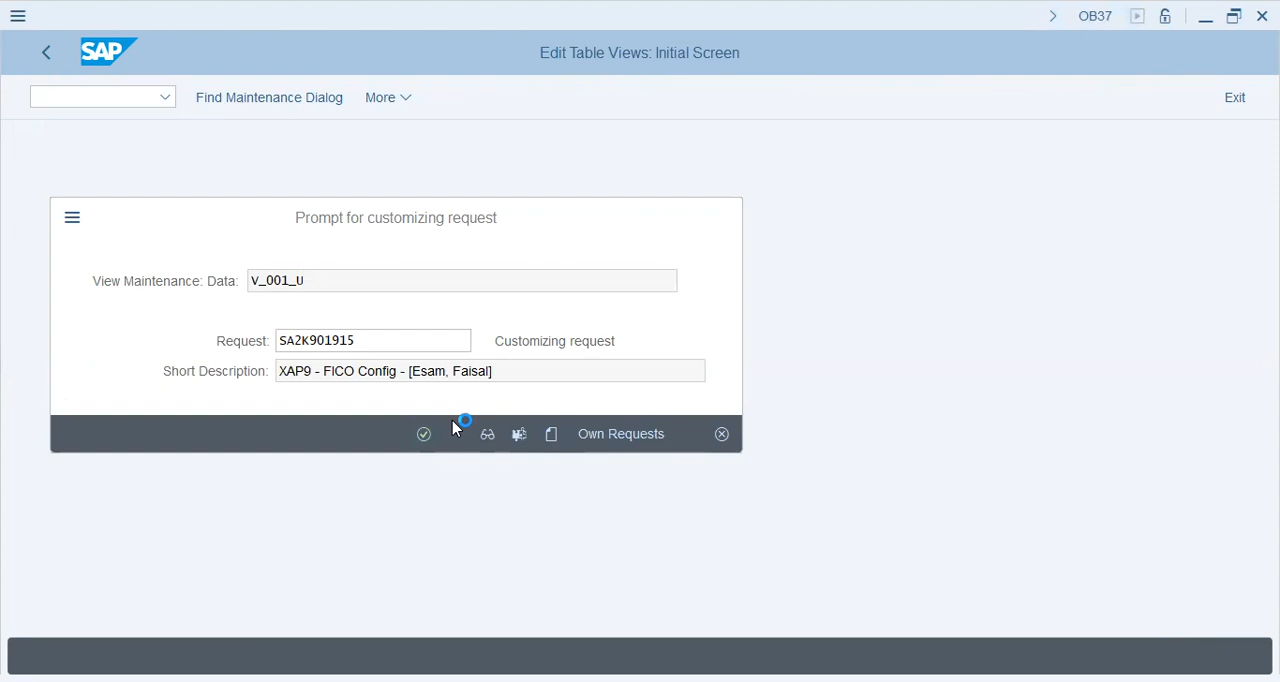 OB37
SAP
Edit Table Views: Initial Screen
Find Maintenance Dialog
More
Exit
Prompt for customizing request
View Maintenance: Data: V_001_U
Request: SA2K901915 Customizing request
Short Description: XAP9 - FICO Config - [Esam, Faisal]
Own Requests